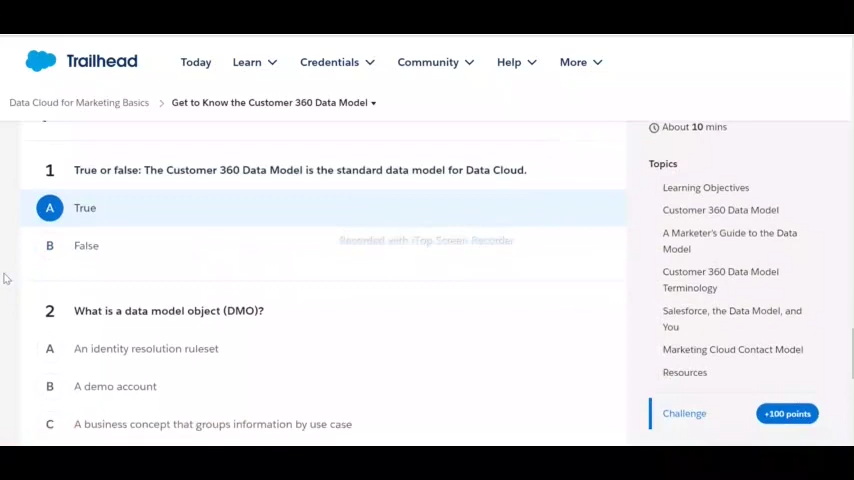 Trailhead
Today Learn Credentials Community Help More
Data Cloud for Marketing Basics > Get to Know the Customer 360 Data Model
About 10 mins
1 True or false: The Customer 360 Data Model is the standard data model for Data Cloud.
A True
B False
Recorded with iTop Screen Recorder
2 What is a data model object (DMO)?
A An identity resolution ruleset
B A demo account
C A business concept that groups information by use case
Topics
Learning Objectives
Customer 360 Data Model
A Marketer's Guide to the Data
Model
Customer 360 Data Model
Terminology
Salesforce, the Data Model, and
You
Marketing Cloud Contact Model
Resources
Challenge +100 points